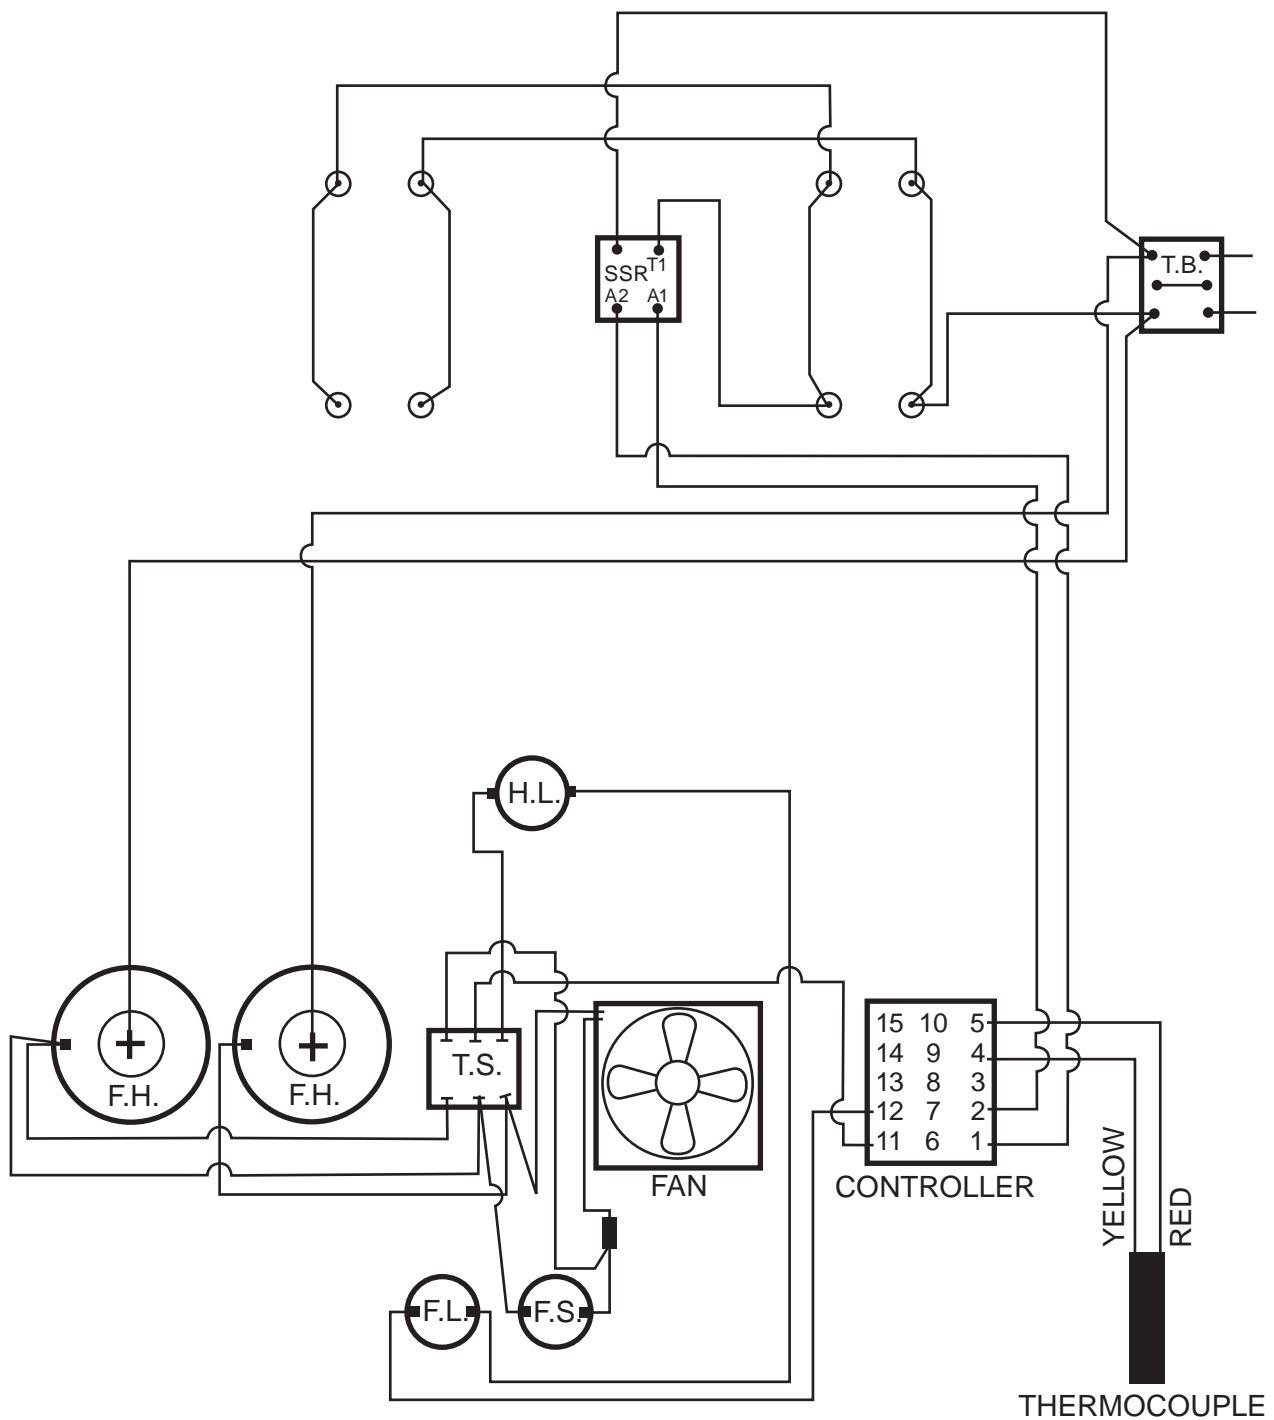 T1
SSR
T.B.
A2 A1
H.L.
T.S.
F.H.
F.H.
15 10 5
14 9 4
13 8 3
12 7 2
11 6 1
FAN
CONTROLLER
YELLOW
RED
F.L.
F.S.
THERMOCOUPLE